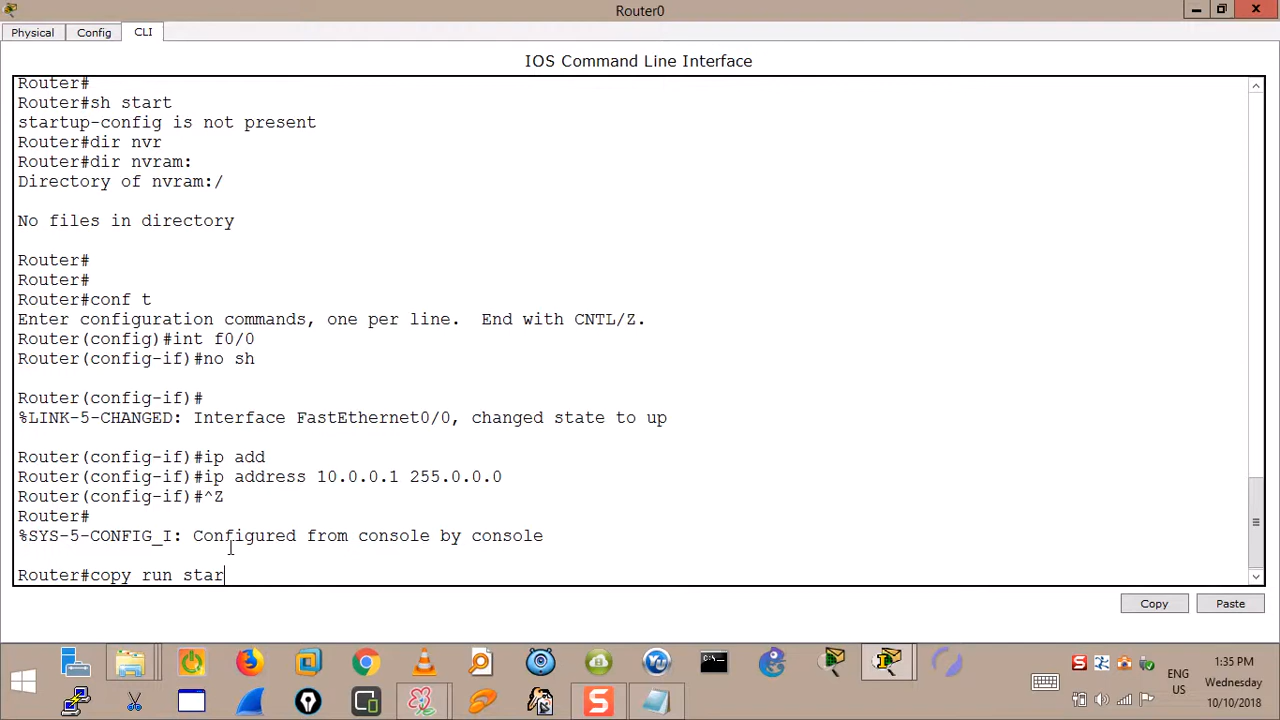 Router0
Physical
Config
CLI
IOS Command Line Interface
Router#
Router#sh start
startup-config is not present
Router#dir nvr
Router#dir nvram:
Directory of nvram:/
No files in directory
Router#
Router#
Router#conf t
Enter configuration commands, one per line.  End with CNTL/Z.
Router(config)#int f0/0
Router(config-if)#no sh
Router(config-if)#
%LINK-5-CHANGED: Interface FastEthernet0/0, changed state to up
Router(config-if)#ip add
Router(config-if)#ip address 10.0.0.1 255.0.0.0
Router(config-if)#^Z
Router#
%SYS-5-CONFIG_I: Configured from console by console
Router#copy run star
Copy
Paste
ENG
US
1:35 PM
Wednesday
10/10/2018